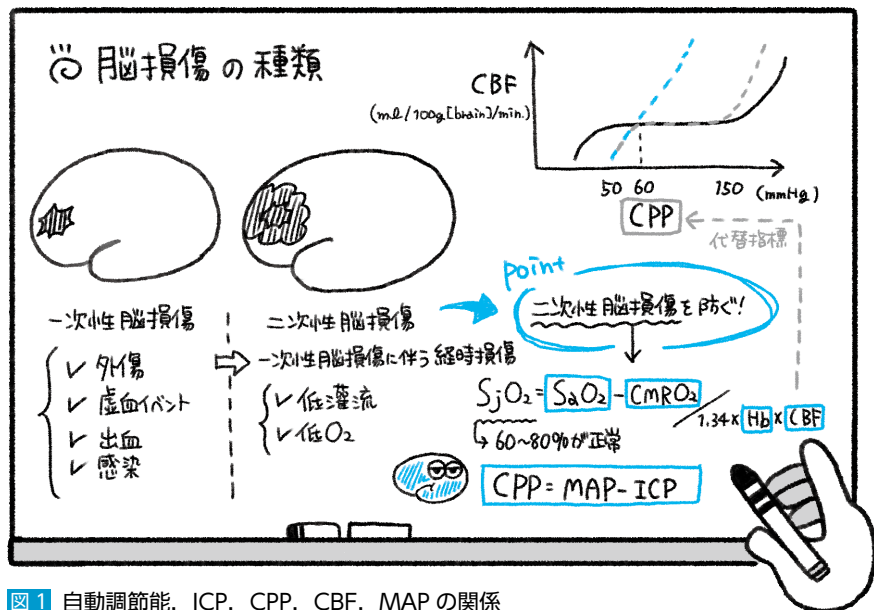 脳損傷の種類
CBF
(ml/100g[brain]/min.)
50 60 150 (mmHg)
CPP
代替指標
一次性脳損傷
✓ 外傷
✓ 虚血イベント
✓ 出血
✓ 感染
二次性脳損傷
一次性脳損傷に伴う経時損傷
✓ 低灌流
✓ 低O₂
point
二次性脳損傷を防ぐ!
SjO₂=SaO₂-CMRO₂/1.34×Hb×CBF
60~80%が正常
CPP=MAP-ICP
図1 自動調節能,ICP,CPP,CBF,MAPの関係